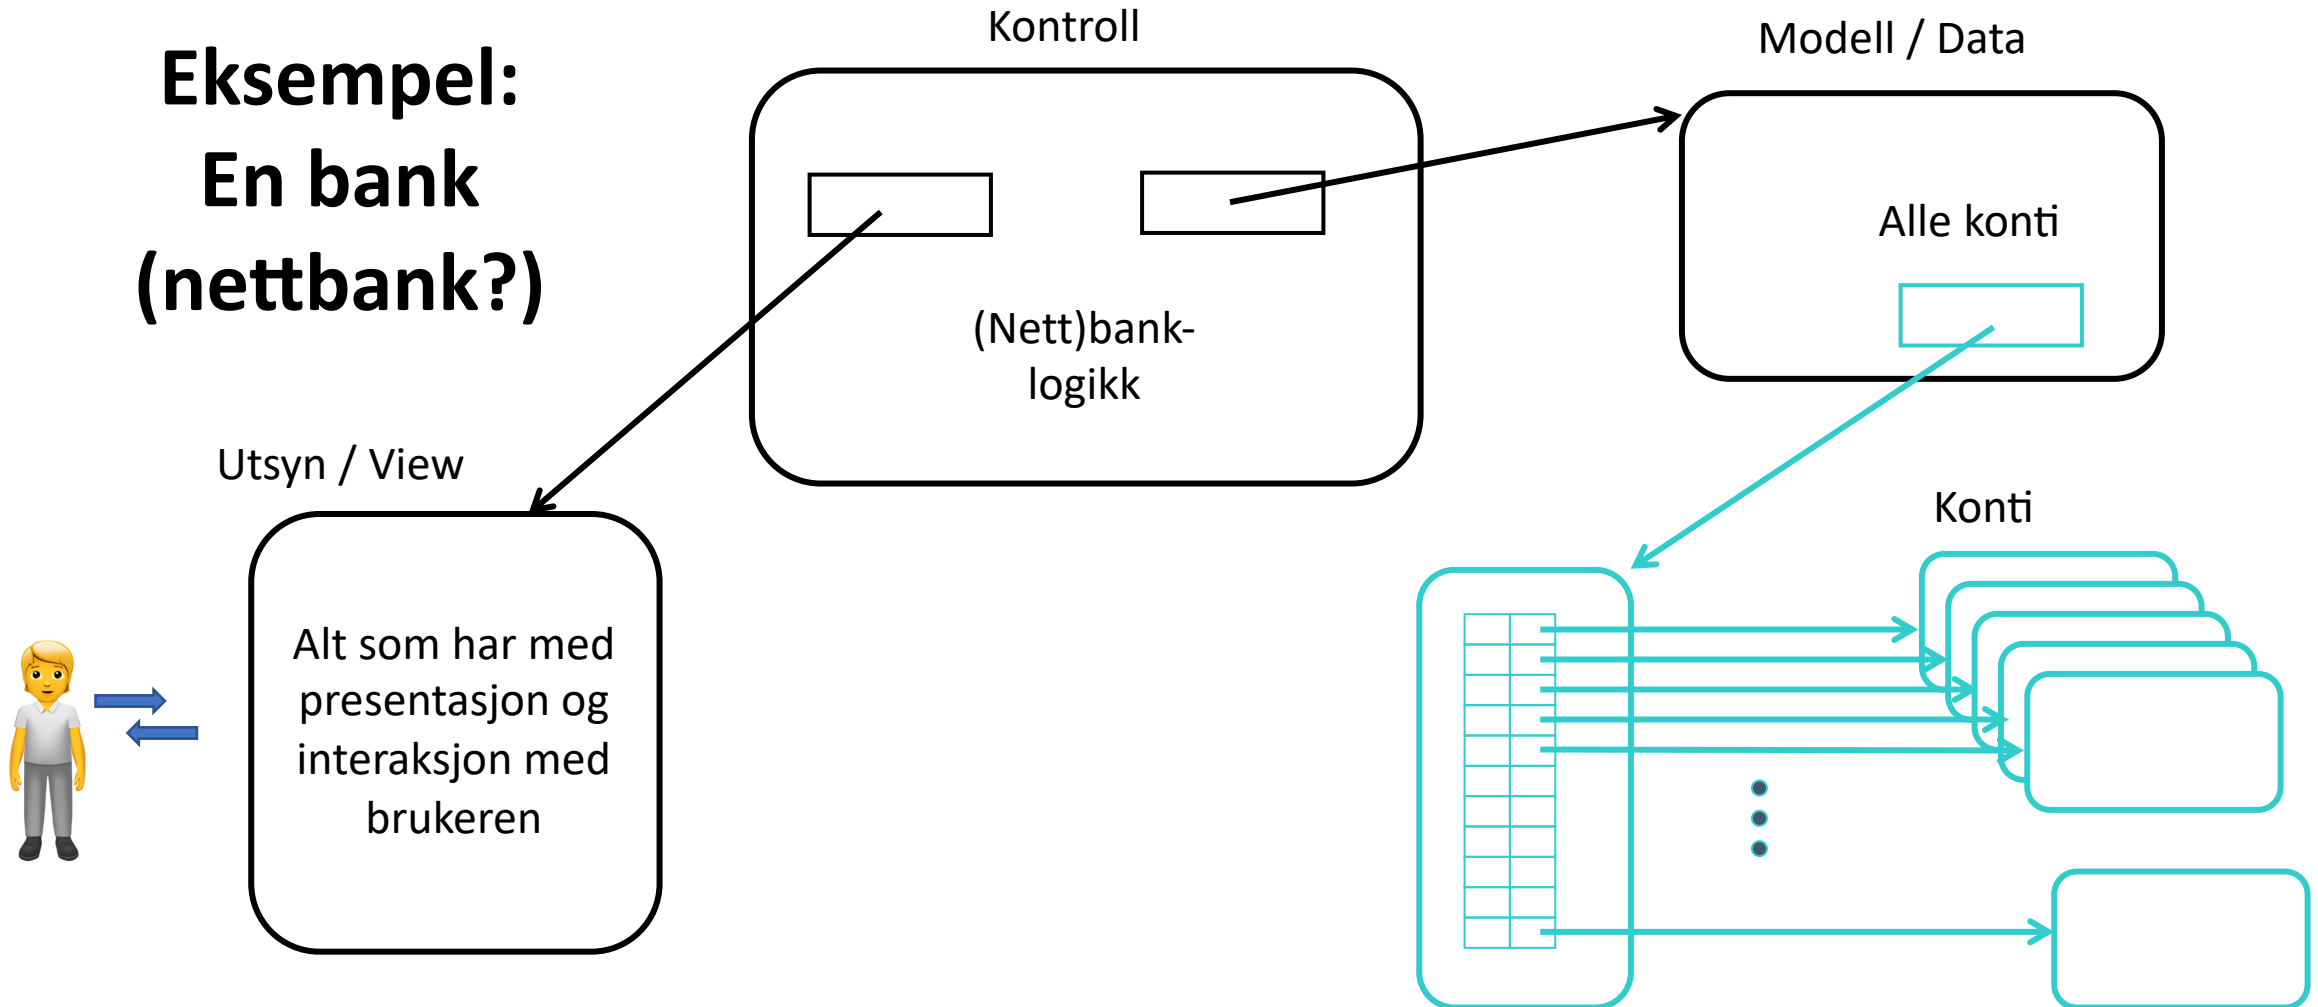 Eksempel:
En bank
(nettbank?)
Kontroll
(Nett)bank-
logikk
Modell / Data
Alle konti
Utsyn / View
Alt som har med
presentasjon og
interaksjon med
brukeren
Konti